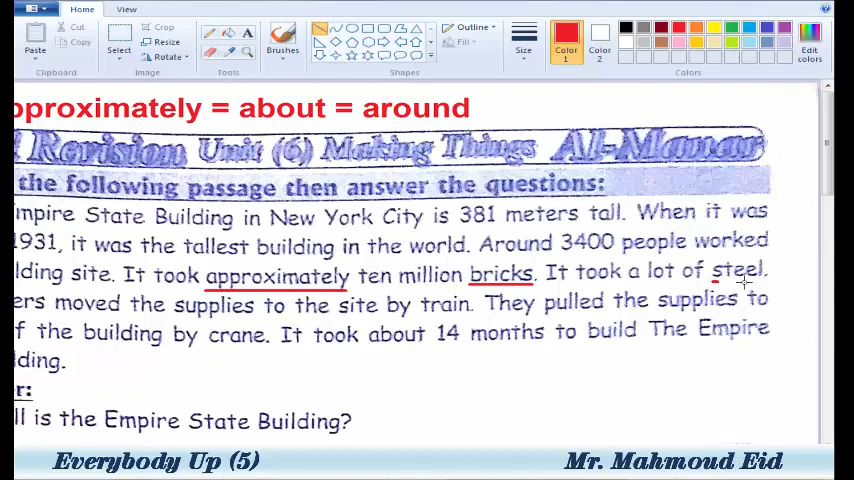 Home View
Paste Cut Copy Clipboard
Select Crop Resize Rotate Image
Tools
Brushes
Shapes Outline Fill
Size
Color 1 Color 2 Colors Edit colors
pproximately = about = around
Revision Unit (6) Making Things Al-Manar
the following passage then answer the questions:
mpire State Building in New York City is 381 meters tall. When it was
1931, it was the tallest building in the world. Around 3400 people worked
lding site. It took approximately ten million bricks. It took a lot of steel.
ers moved the supplies to the site by train. They pulled the supplies to
f the building by crane. It took about 14 months to build The Empire
lding.
r:
ll is the Empire State Building?
Everybody Up (5) Mr. Mahmoud Eid